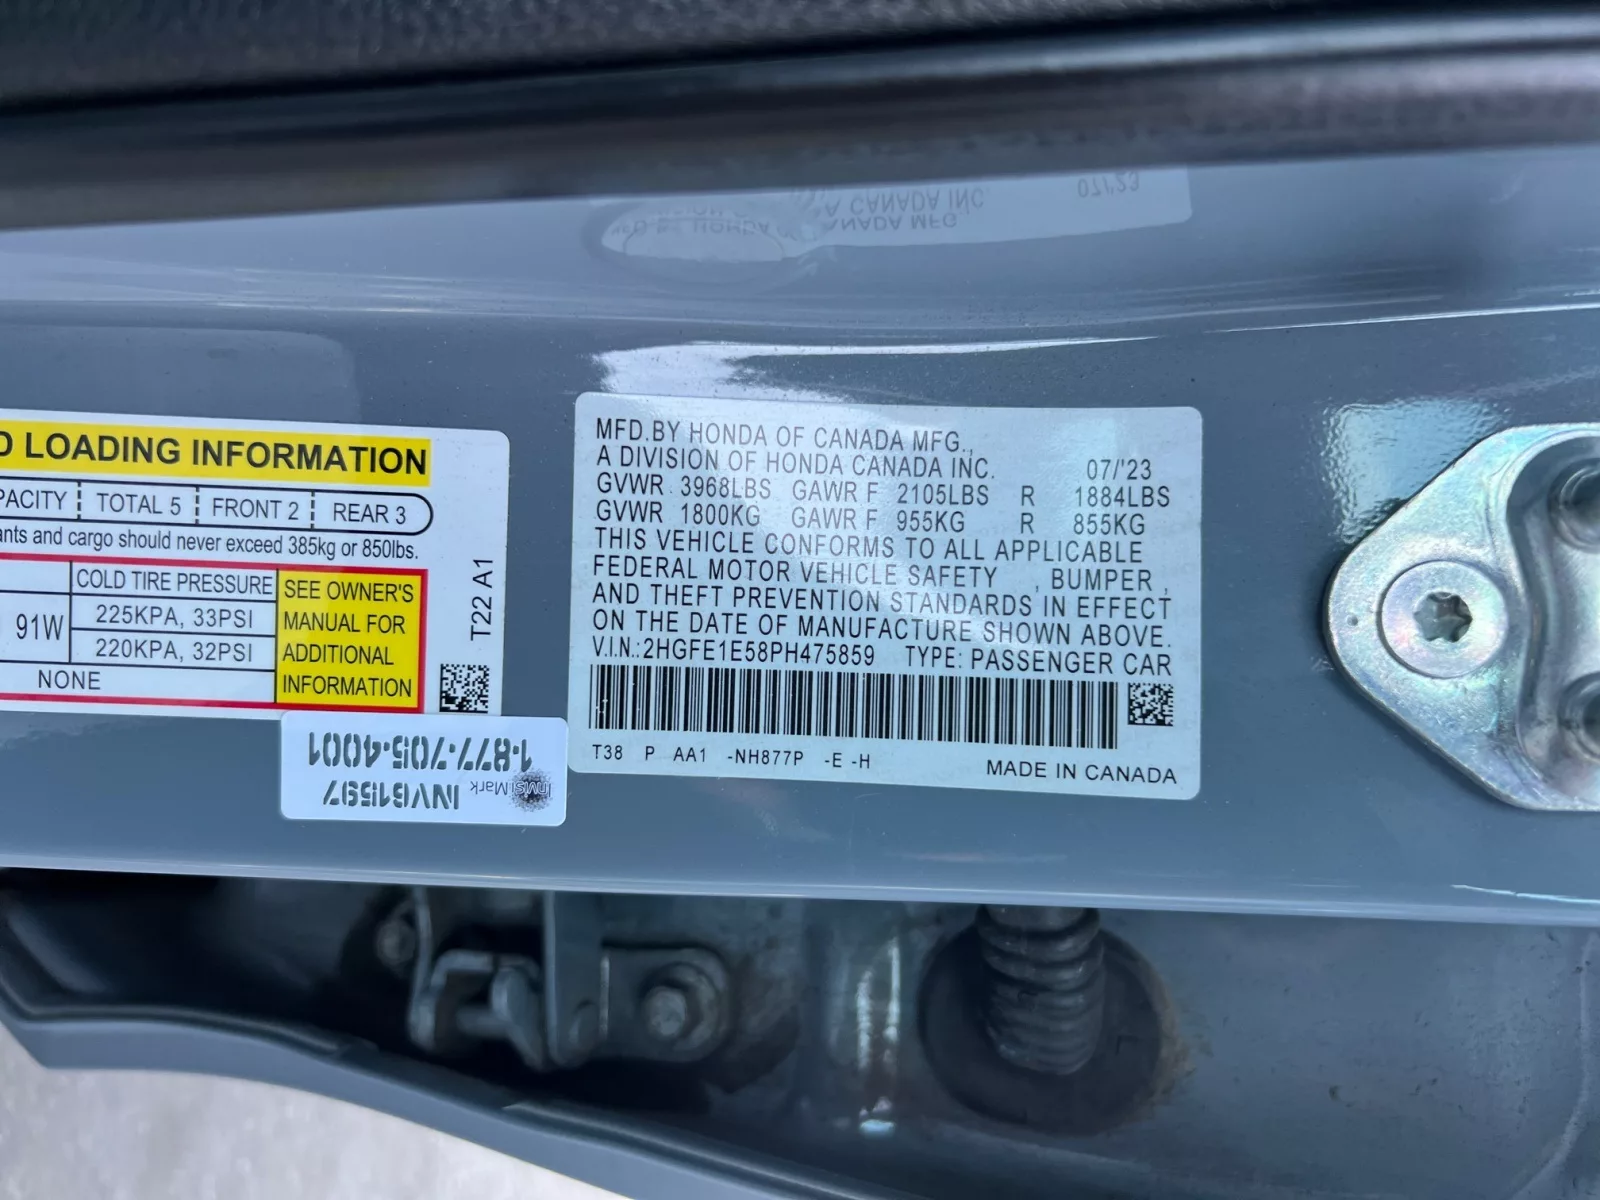 D LOADING INFORMATION
PACITY TOTAL 5 FRONT 2 REAR 3
ants and cargo should never exceed 385kg or 850lbs.
COLD TIRE PRESSURE
91W 225KPA, 33PSI
220KPA, 32PSI
NONE
SEE OWNER'S
MANUAL FOR
ADDITIONAL
INFORMATION
T22 A1
INV61597
InvisiMark
1-877-705-4001
MFD.BY HONDA OF CANADA MFG.,
A DIVISION OF HONDA CANADA INC. 07/'23
GVWR 3968LBS GAWR F 2105LBS R 1884LBS
GVWR 1800KG GAWR F 955KG R 855KG
THIS VEHICLE CONFORMS TO ALL APPLICABLE
FEDERAL MOTOR VEHICLE SAFETY , BUMPER ,
AND THEFT PREVENTION STANDARDS IN EFFECT
ON THE DATE OF MANUFACTURE SHOWN ABOVE.
V.I.N.:2HGFE1E58PH475859 TYPE: PASSENGER CAR
T38 P AA1 -NH877P -E -H MADE IN CANADA